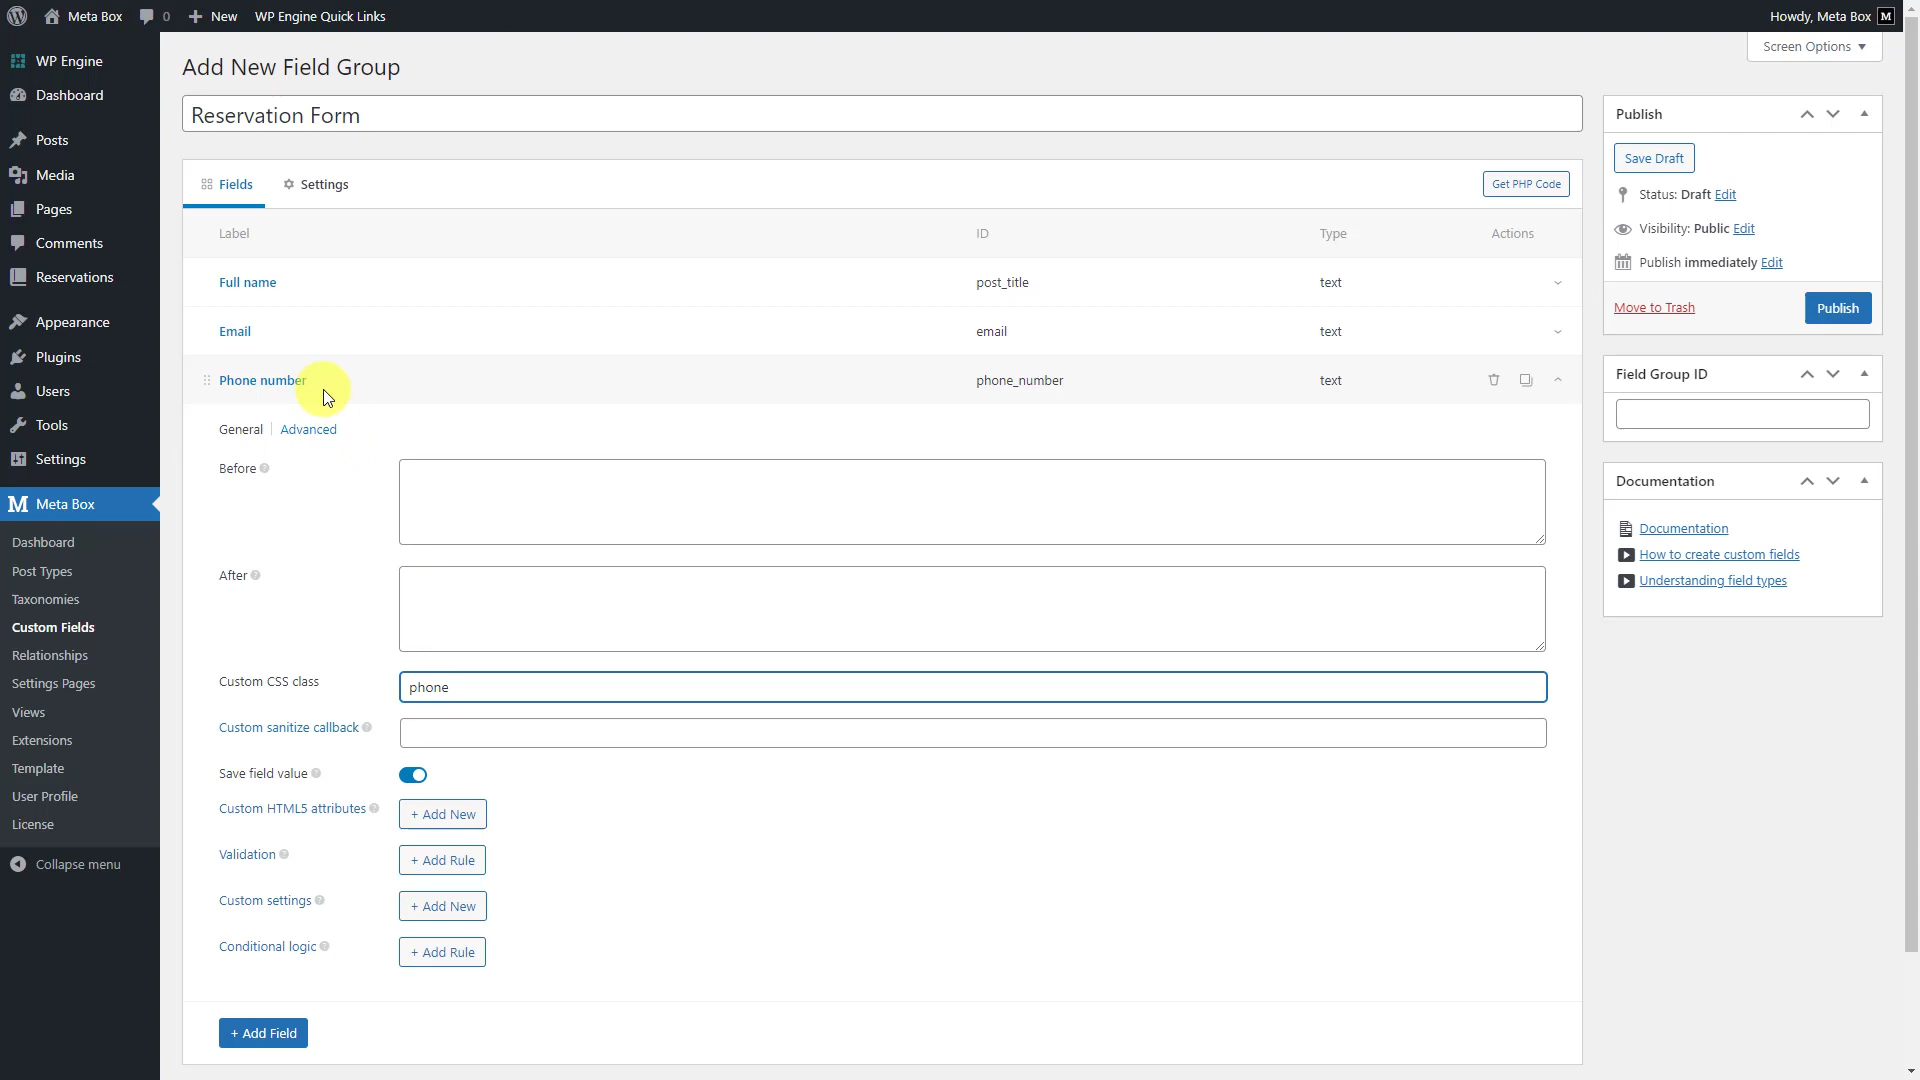 Meta Box
0
New
WP Engine Quick Links
Howdy, Meta Box
M
Screen Options
WP Engine
Dashboard
Posts
Media
Pages
Comments
Reservations
Appearance
Plugins
Users
Tools
Settings
M Meta Box
Dashboard
Post Types
Taxonomies
Custom Fields
Relationships
Settings Pages
Views
Extensions
Template
User Profile
License
Collapse menu
Add New Field Group
Reservation Form
Fields
Settings
Get PHP Code
Label
ID
Type
Actions
Full name
post_title
text
Email
email
text
Phone number
phone_number
text
General
Advanced
Before
After
Custom CSS class
phone
Custom sanitize callback
Save field value
Custom HTML5 attributes
+ Add New
Validation
+ Add Rule
Custom settings
+ Add New
Conditional logic
+ Add Rule
+ Add Field
Publish
Save Draft
Status: Draft Edit
Visibility: Public Edit
Publish immediately Edit
Move to Trash
Publish
Field Group ID
Documentation
Documentation
How to create custom fields
Understanding field types